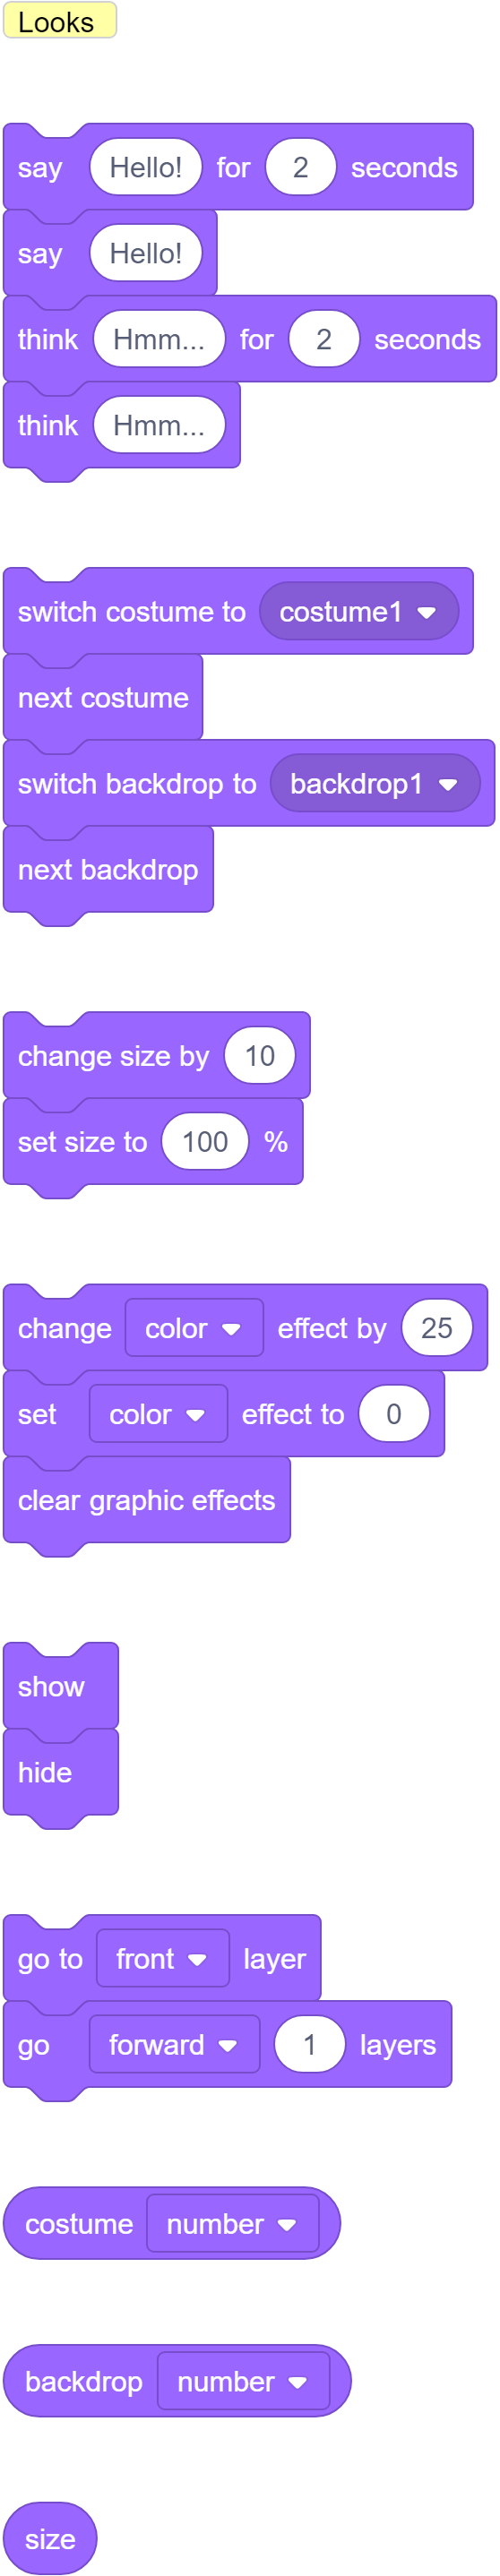 Looks
say Hello! for 2 seconds
say Hello!
think Hmm... for 2 seconds
think Hmm...
switch costume to costume1
next costume
switch backdrop to backdrop1
next backdrop
change size by 10
set size to 100 %
change color effect by 25
set color effect to 0
clear graphic effects
show
hide
go to front layer
go forward 1 layers
costume number
backdrop number
size